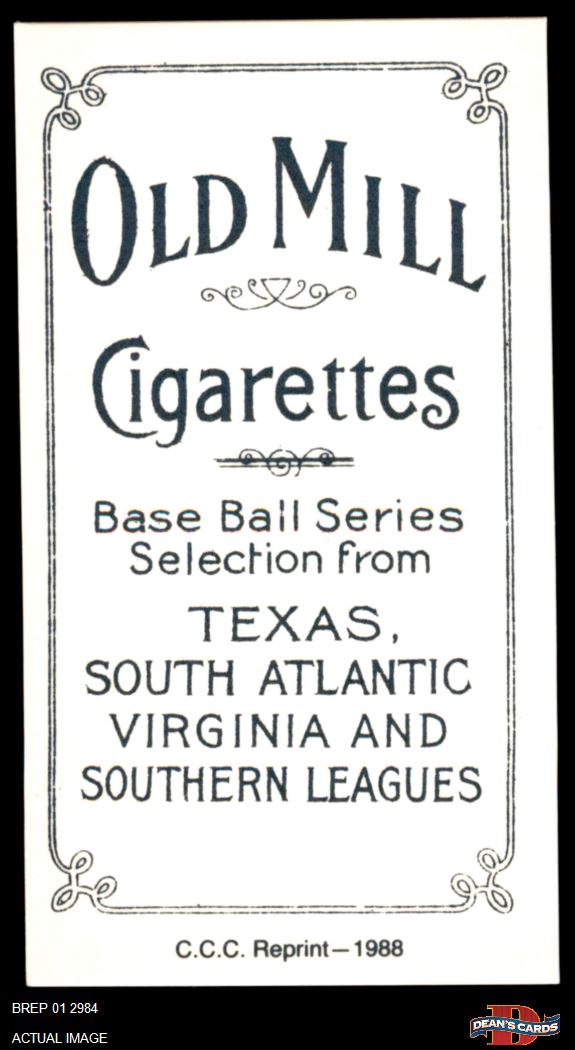 OLD MILL
Cigarettes
Base Ball Series
Selection from
TEXAS,
SOUTH ATLANTIC
VIRGINIA AND
SOUTHERN LEAGUES
C.C.C. Reprint—1988
BREP 01 2984
ACTUAL IMAGE
D
DEAN'S CARDS